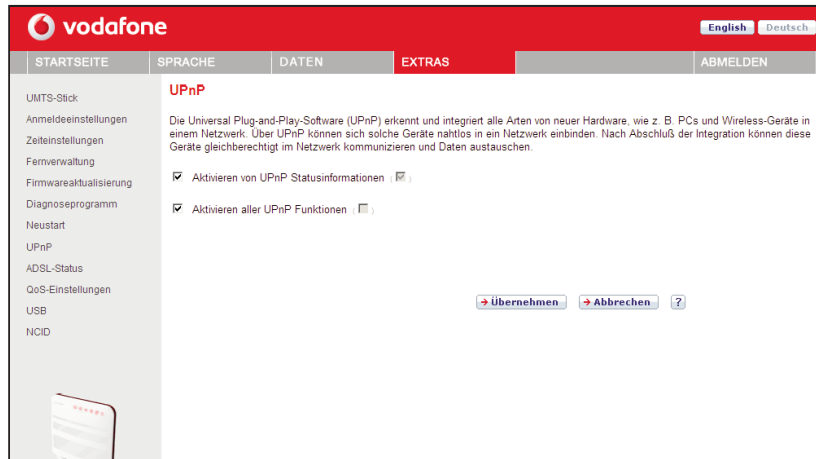 vodafone
English Deutsch
STARTSEITE SPRACHE DATEN EXTRAS ABMELDEN
UMTS-Stick
Anmeldeeinstellungen
Zeiteinstellungen
Fernverwaltung
Firmwareaktualisierung
Diagnoseprogramm
Neustart
UPnP
ADSL-Status
QoS-Einstellungen
USB
NCID
UPnP
Die Universal Plug-and-Play-Software (UPnP) erkennt und integriert alle Arten von neuer Hardware, wie z. B. PCs und Wireless-Geräte in
einem Netzwerk. Über UPnP können sich solche Geräte nahtlos in ein Netzwerk einbinden. Nach Abschluß der Integration können diese
Geräte gleichberechtigt im Netzwerk kommunizieren und Daten austauschen.
Aktivieren von UPnP Statusinformationen ( )
Aktivieren aller UPnP Funktionen ( )
Übernehmen Abbrechen ?